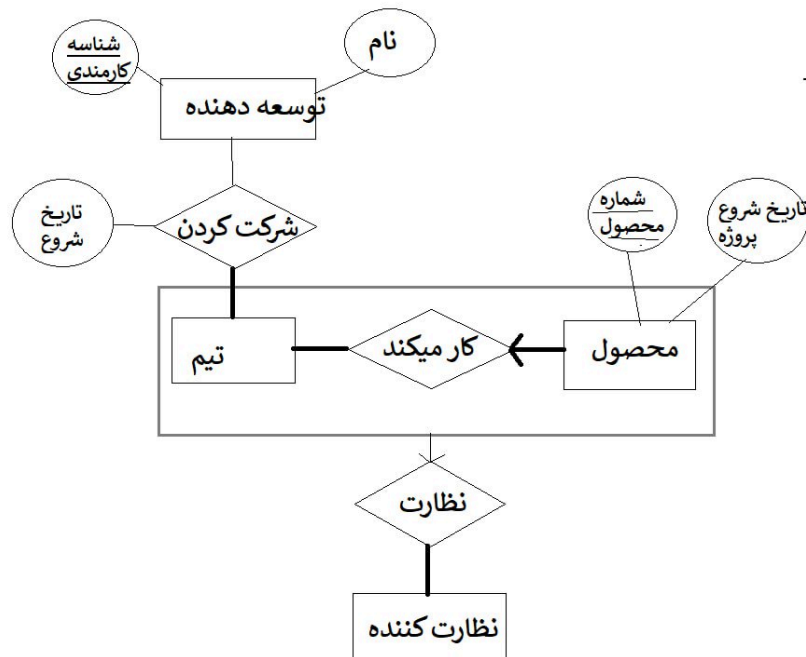 شناسه
کارمندی
نام
توسعه دهنده
تاریخ
شروع
شرکت کردن
شماره
محصول
تاریخ شروع
پروژه
تیم
کار میکند
محصول
نظارت
نظارت کننده